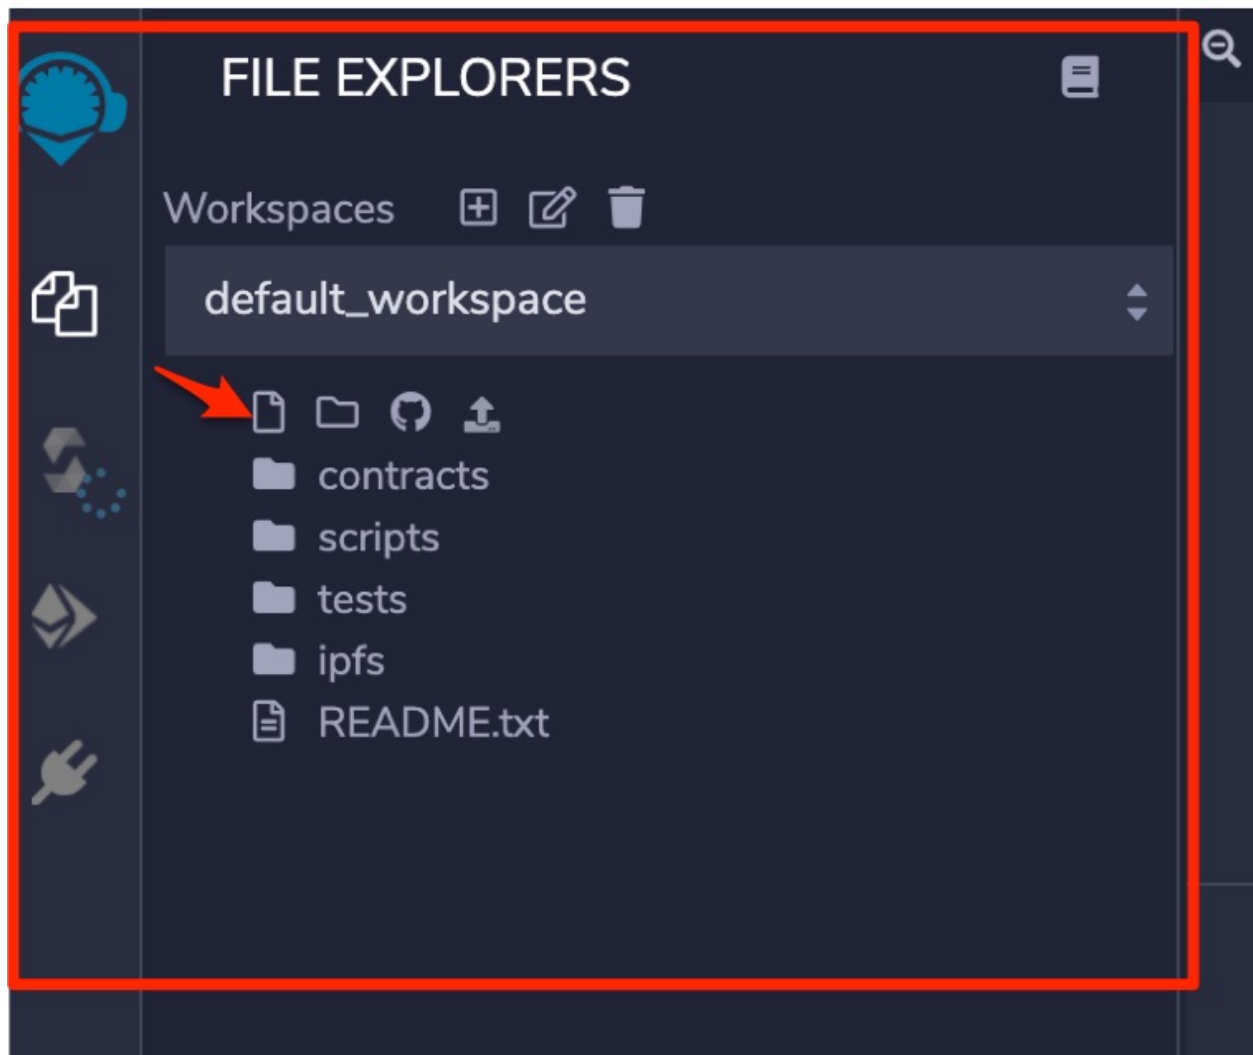 FILE EXPLORERS
Workspaces
default_workspace
contracts
scripts
tests
ipfs
README.txt